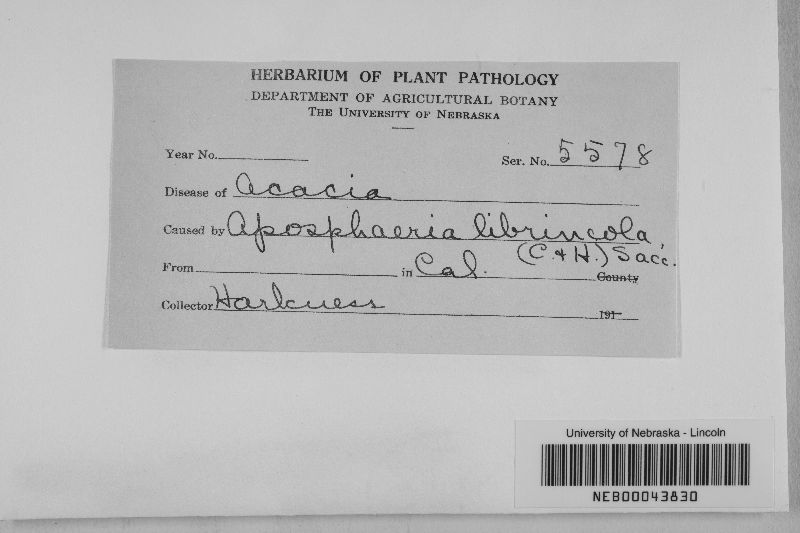 HERBARIUM OF PLANT PATHOLOGY
DEPARTMENT OF AGRICULTURAL BOTANY
THE UNIVERSITY OF NEBRASKA
Year No. Ser. No. 5578
Disease of Acacia
Caused by Aposphaeria librincola,
(C. & H.) Sacc.
From in Cal. County
Collector Harkness 191
University of Nebraska - Lincoln
NEB00043830